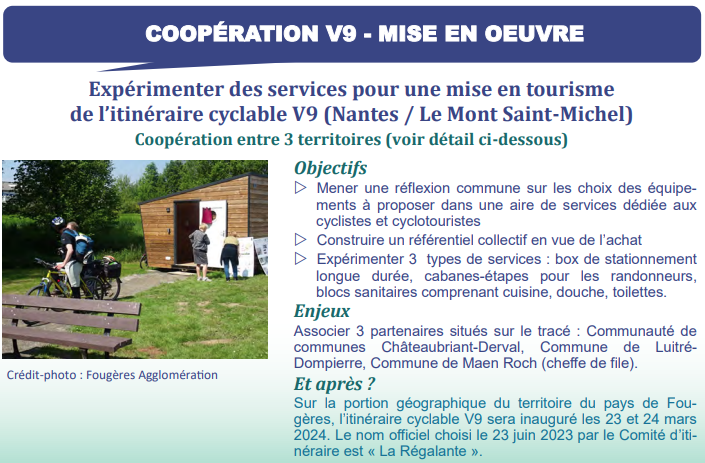 COOPÉRATION V9 - MISE EN OEUVRE
Expérimenter des services pour une mise en tourisme
de l’itinéraire cyclable V9 (Nantes / Le Mont Saint-Michel)
Coopération entre 3 territoires (voir détail ci-dessous)
Objectifs
▷ Mener une réflexion commune sur les choix des équipe-
ments à proposer dans une aire de services dédiée aux
cyclistes et cyclotouristes
▷ Construire un référentiel collectif en vue de l’achat
▷ Expérimenter 3 types de services : box de stationnement
longue durée, cabanes-étapes pour les randonneurs,
blocs sanitaires comprenant cuisine, douche, toilettes.
Enjeux
Associer 3 partenaires situés sur le tracé : Communauté de
communes Châteaubriant-Derval, Commune de Luitré-
Dompierre, Commune de Maen Roch (cheffe de file).
Et après ?
Sur la portion géographique du territoire du pays de Fou-
gères, l’itinéraire cyclable V9 sera inauguré les 23 et 24 mars
2024. Le nom officiel choisi le 23 juin 2023 par le Comité d’iti-
néraire est « La Régalante ».
Crédit-photo : Fougères Agglomération